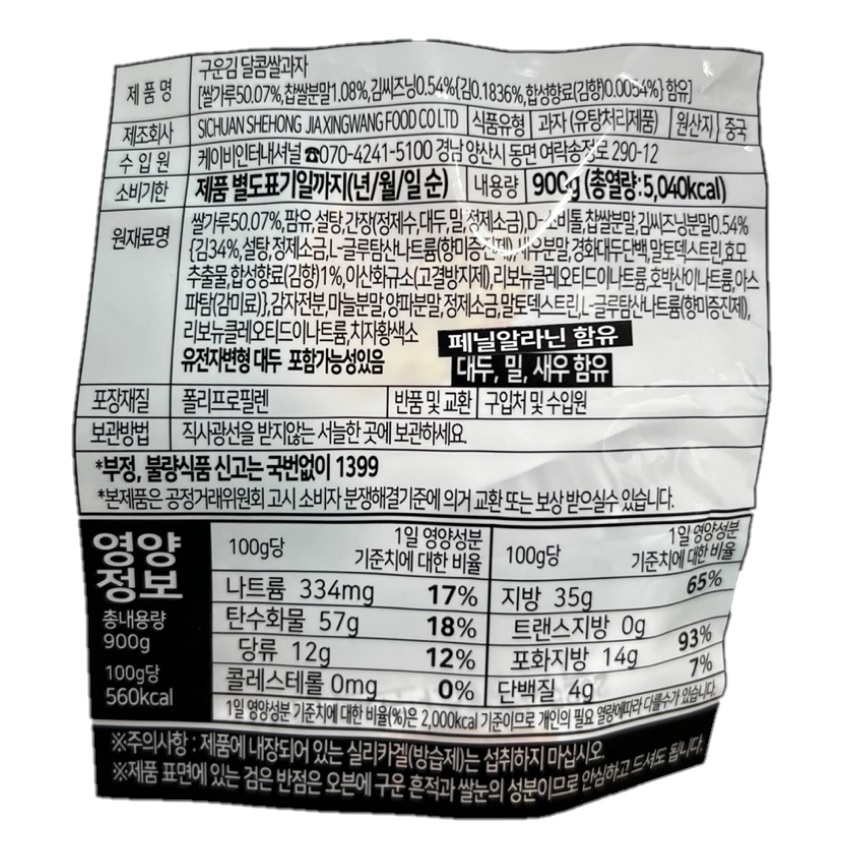 제품명
구운김 달콤쌀과자
[쌀가루50.07%,찹쌀분말1.08%,김씨즈닝0.54%{김0.1836%,합성향료(김향)0.0054%} 함유]
제조회사 SICHUAN SHEHONG JIAXINGWANG FOOD CO LTD 식품유형 과자 (유탕처리제품) 원산지 중국
수입원 케이비인터내셔널 ☎070-4241-5100 경남 양산시 동면 여락송정로 290-12
소비기한 제품 별도표기일까지(년/월/일 순) 내용량 900g (총열량:5,040kcal)
원재료명
쌀가루50.07%,팜유,설탕,간장(정제수,대두,밀,정제소금),D-소비톨,찹쌀분말,김씨즈닝분말0.54%
{김34%,설탕,정제소금,L-글루탐산나트륨(향미증진제),새우분말,경화대두단백,말토덱스트린,효모
추출물,합성향료(김향)1%,이산화규소(고결방지제),리보뉴클레오티드이나트륨,호박산이나트륨,아스
파탐(감미료)},감자전분,마늘분말,양파분말,정제소금,말토덱스트린,L-글루탐산나트륨(향미증진제),
리보뉴클레오티드이나트륨,치자황색소
페닐알라닌 함유
유전자변형 대두 포함가능성있음
대두, 밀, 새우 함유
포장재질 폴리프로필렌 반품 및 교환 구입처 및 수입원
보관방법 직사광선을 받지않는 서늘한 곳에 보관하세요.
*부정, 불량식품 신고는 국번없이 1399
*본제품은 공정거래위원회 고시 소비자 분쟁해결기준에 의거 교환 또는 보상 받으실수 있습니다.
영양
정보
총내용량
900g
100g당
560kcal
100g당 1일 영양성분
기준치에 대한 비율
나트륨 334mg 17%
탄수화물 57g 18%
당류 12g 12%
콜레스테롤 0mg 0%
100g당 1일 영양성분
기준치에 대한 비율
지방 35g 65%
트랜스지방 0g
포화지방 14g 93%
단백질 4g 7%
1일 영양성분 기준치에 대한 비율(%)은 2,000kcal 기준이므로 개인의 필요 열량에따라 다를수가 있습니다.
※주의사항 : 제품에 내장되어 있는 실리카겔(방습제)는 섭취하지 마십시오.
※제품 표면에 있는 검은 반점은 오븐에 구운 흔적과 쌀눈의 성분이므로 안심하고 드셔도 됩니다.